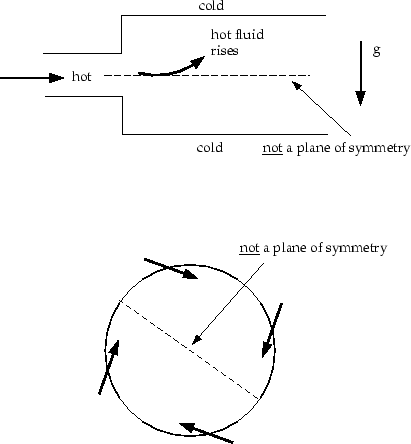 cold
hot fluid
rises
g
hot
cold
not a plane of symmetry
not a plane of symmetry